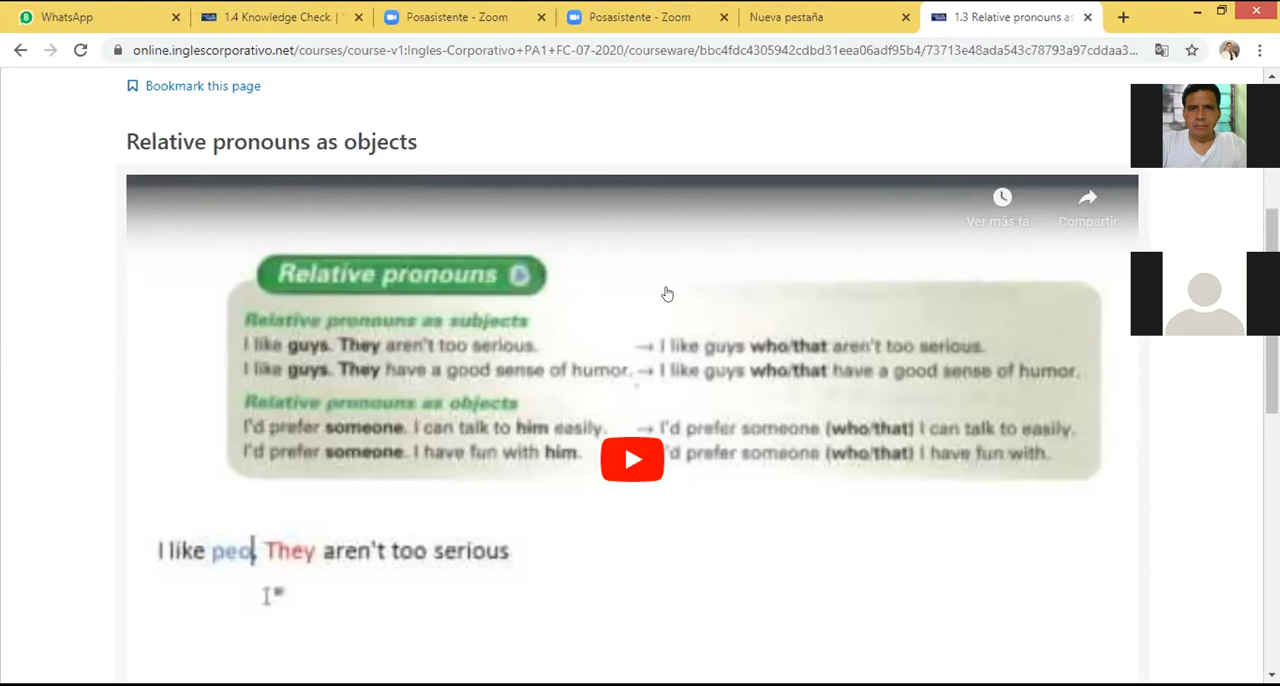 WhatsApp
1.4 Knowledge Check. |
Posasistente - Zoom
Posasistente - Zoom
Nueva pestaña
1.3 Relative pronouns as
online.inglescorporativo.net/courses/course-v1:Ingles-Corporativo+PA1+FC-07-2020/courseware/bbc4fdc4305942cdbd31eea06adf95b4/73713e48ada543c78793a97cddaa3...
Bookmark this page
Relative pronouns as objects
Ver más ta...
Compartir
Relative pronouns
Relative pronouns as subjects
I like guys. They aren't too serious. → I like guys who/that aren't too serious.
I like guys. They have a good sense of humor. → I like guys who/that have a good sense of humor.
Relative pronouns as objects
I'd prefer someone. I can talk to him easily. → I'd prefer someone (who/that) I can talk to easily.
I'd prefer someone. I have fun with him. I'd prefer someone (who/that) I have fun with.
I like peo. They aren't too serious